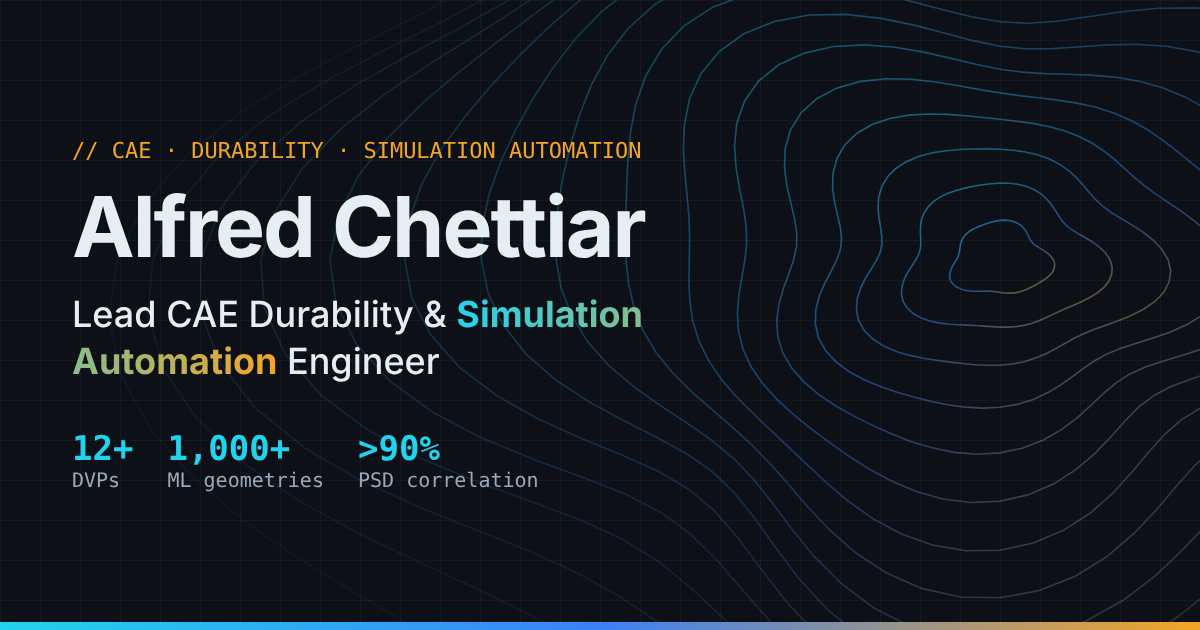 // CAE · DURABILITY · SIMULATION AUTOMATION
Alfred Chettiar
Lead CAE Durability & Simulation
Automation Engineer
12+ 1,000+ >90%
DVPs ML geometries PSD correlation